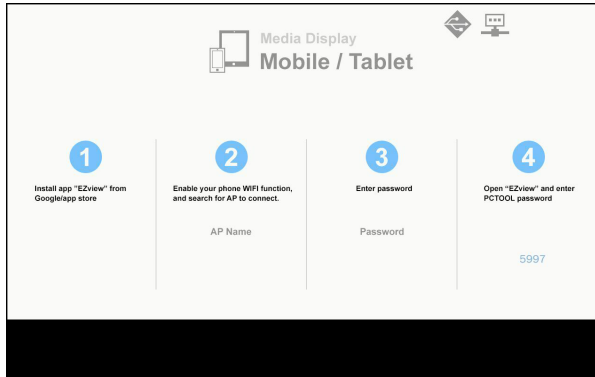 Media Display
Mobile / Tablet
1
Install app "EZview" from
Google/app store
2
Enable your phone WIFI function,
and search for AP to connect.
AP Name
3
Enter password
Password
4
Open "EZview" and enter
PCTOOL password
5997